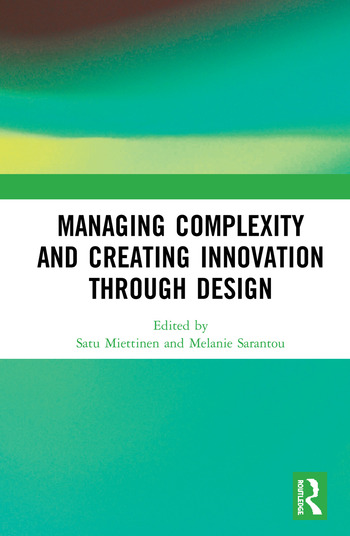 MANAGING COMPLEXITY
AND CREATING INNOVATION
THROUGH DESIGN
Edited by
Satu Miettinen and Melanie Sarantou
ROUTLEDGE